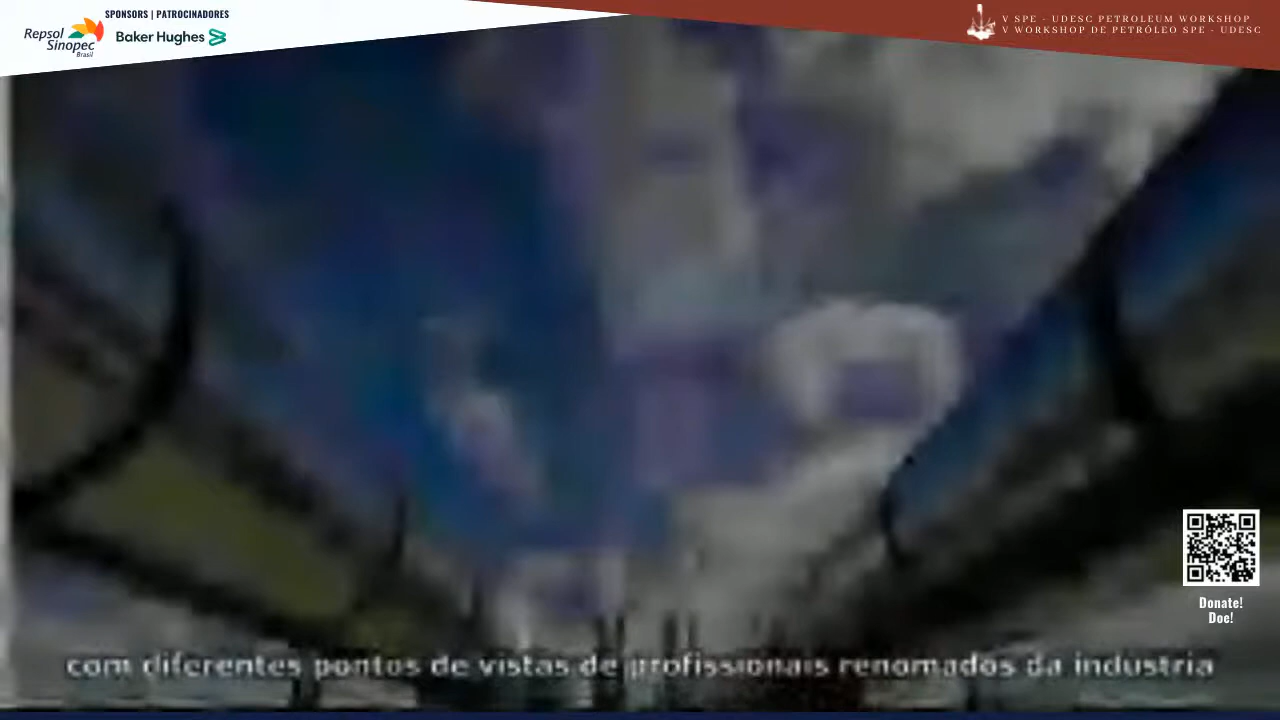 SPONSORS | PATROCINADORES
Repsol
Sinopec
Brasil
Baker Hughes
V SPE - UDESC PETROLEUM WORKSHOP
V WORKSHOP DE PETRÓLEO SPE - UDESC
Donate!
Doe!
com diferentes pontos de vistas de profissionais renomados da industria